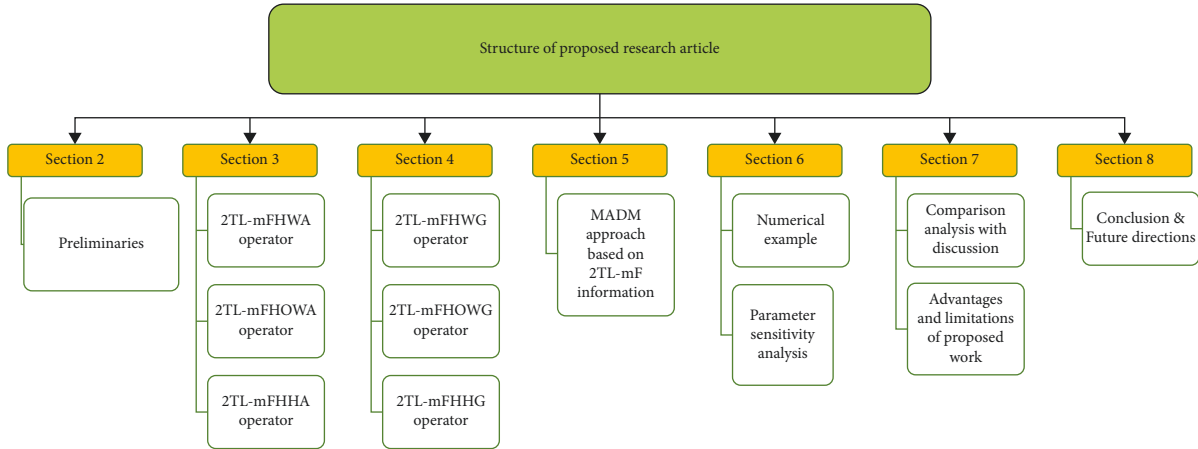 Structure of proposed research article
Section 2
Preliminaries
Section 3
2TL-mFHWA
operator
2TL-mFHOWA
operator
2TL-mFHHA
operator
Section 4
2TL-mFHWG
operator
2TL-mFHOWG
operator
2TL-mFHHG
operator
Section 5
MADM
approach
based on
2TL-mF
information
Section 6
Numerical
example
Parameter
sensitivity
analysis
Section 7
Comparison
analysis with
discussion
Advantages
and limitations
of proposed
work
Section 8
Conclusion &
Future directions